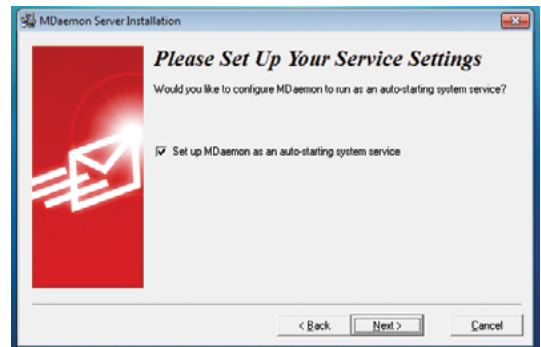 MDaemon Server Installation
Please Set Up Your Service Settings
Would you like to configure MDaemon to run as an auto-starting system service?
Set up MDaemon as an auto-starting system service
< Back
Next >
Cancel